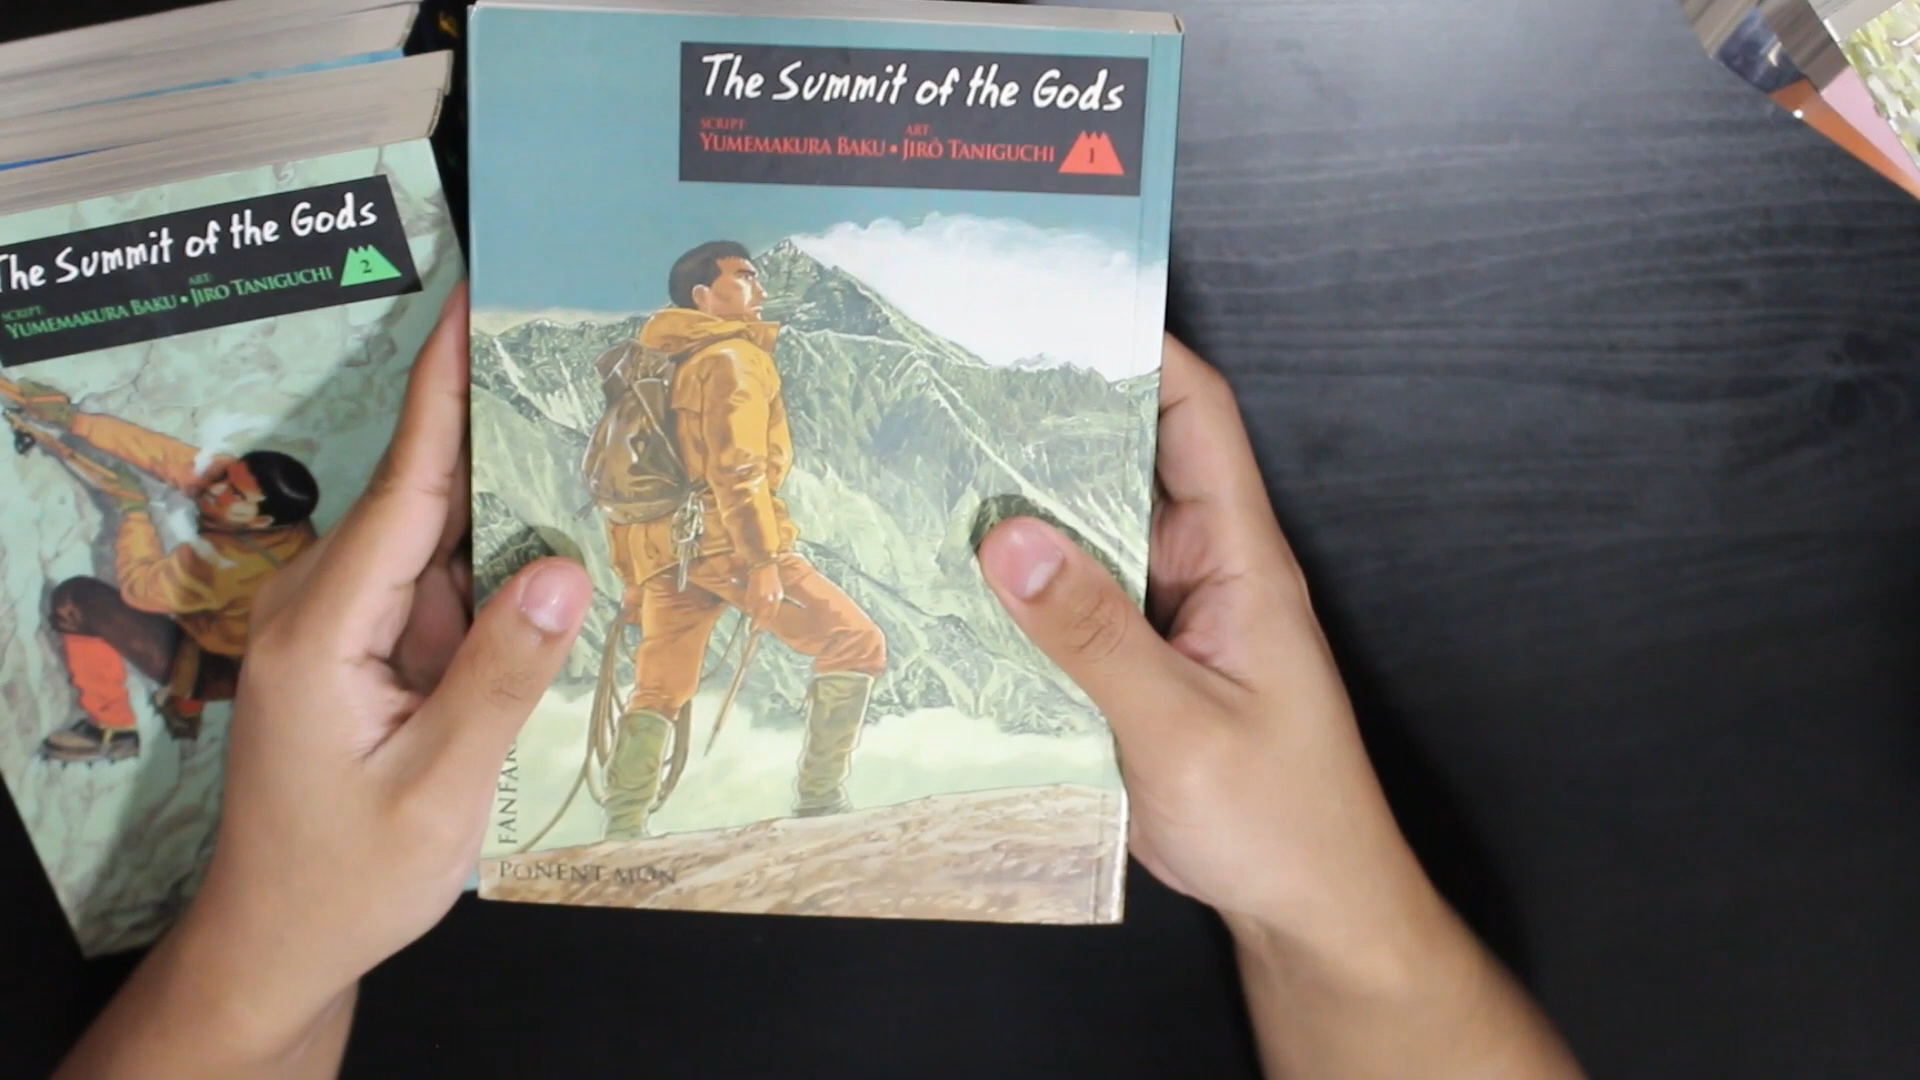 The Summit of the Gods
SCRIPT ART
YUMEMAKURA BAKU • JIRÔ TANIGUCHI 1
PONENT MON
The Summit of the Gods
SCRIPT ART
YUMEMAKURA BAKU • JIRO TANIGUCHI 2